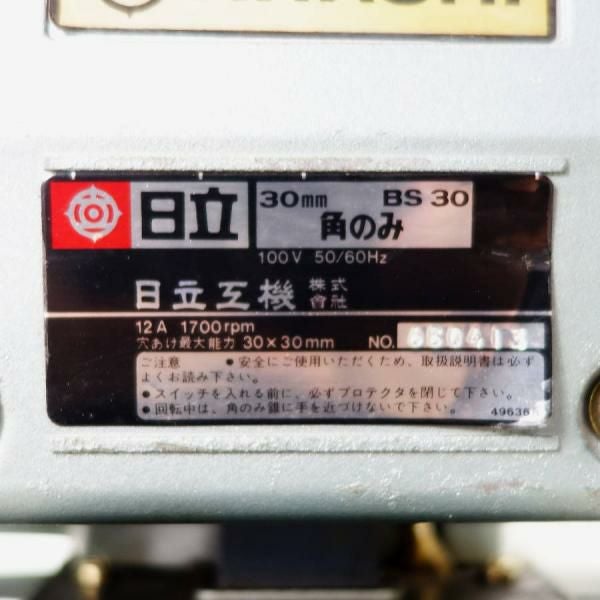 日立 30mm BS 30
角のみ
100V 50/60Hz
日立工機 株式会社
12A 1700rpm
穴あけ最大能力 30×30mm NO. 650413
ご注意 ●安全にご使用いただくため、取扱説明書は必ず
よくお読み下さい。
●スイッチを入れる前に、必ずプロテクタを閉じて下さい。
●回転中は、角のみ錐に手を近づけないで下さい。